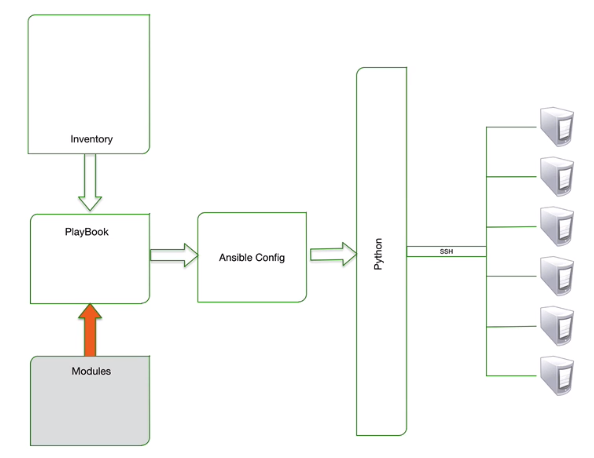 Inventory
PlayBook
Ansible Config
Python
SSH
Modules